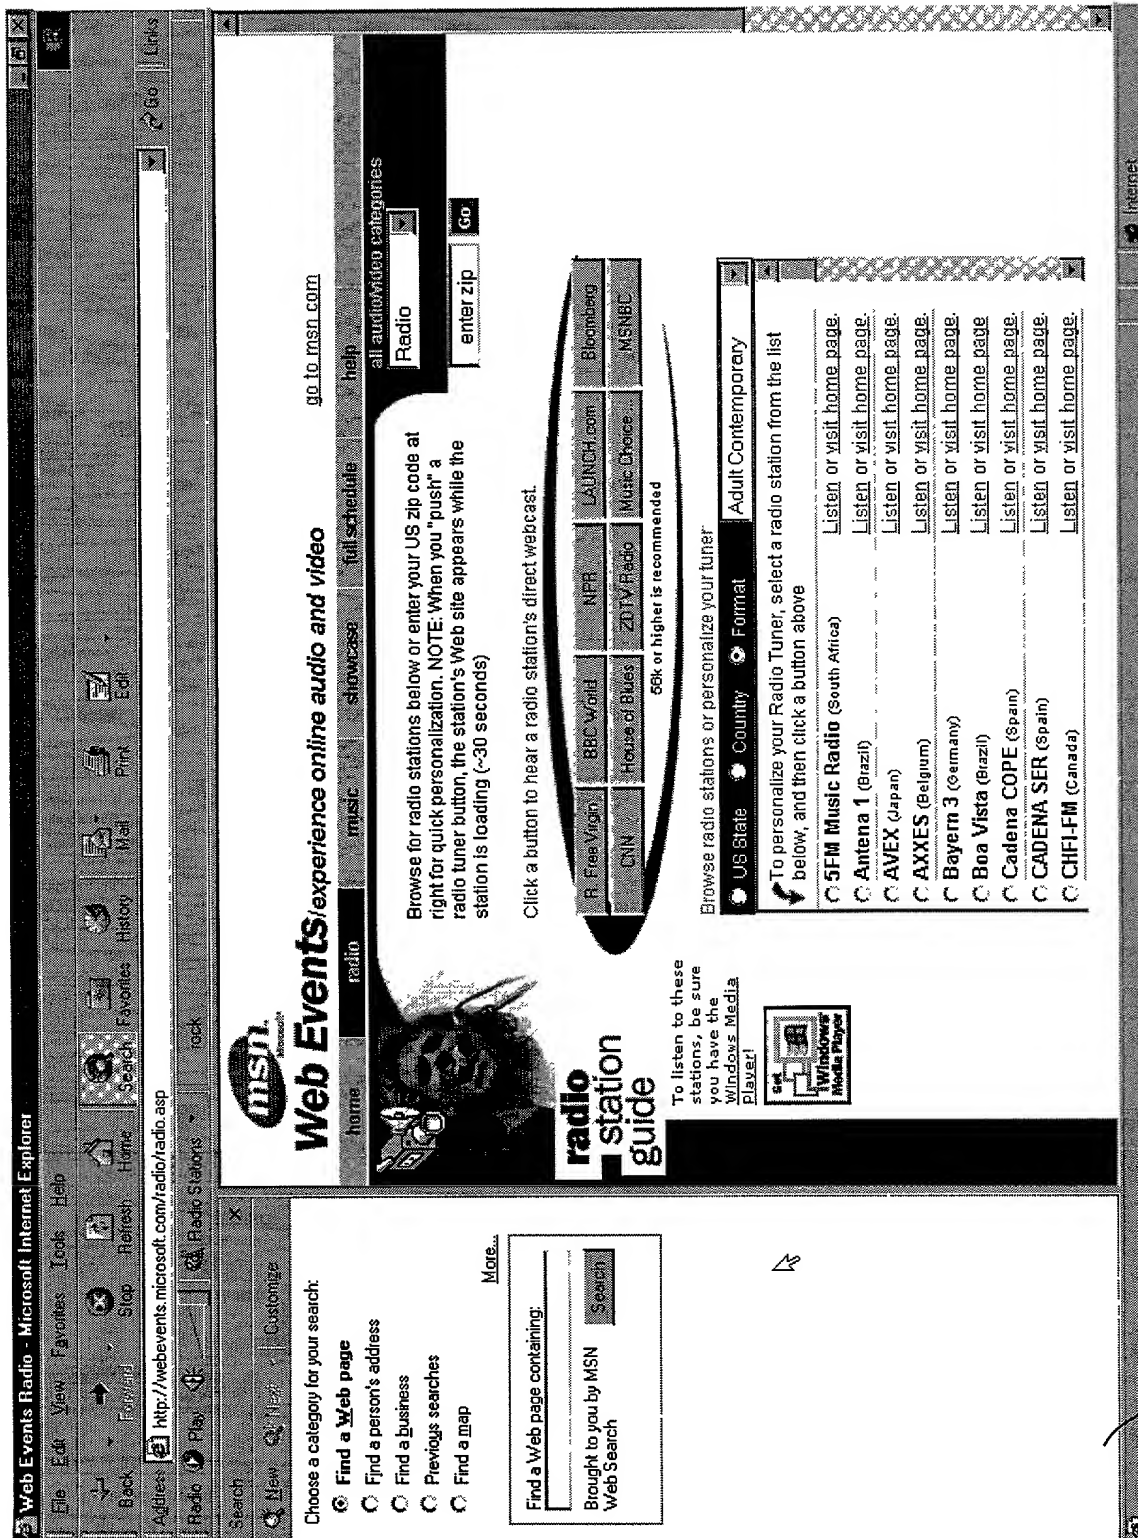 Web Events Radio - Microsoft Internet Explorer
File Edit View Favorites Tools Help
Back Forward Stop Refresh Home Search Favorites History Mail Print Edit
Address http://webevents.microsoft.com/radio/radio.asp Go Links
Radio Play Radio Stations rock
Search
New Next Customize
Choose a category for your search:
Find a Web page
Find a person's address
Find a business
Previous searches
Find a map
More...
Find a Web page containing:
Brought to you by MSN
Web Search
Search
msn.
Microsoft
go to msn com
Web Events/experience online audio and video
home radio music showcase full schedule help
all audio/video categories
Radio
enter zip Go
Browse for radio stations below or enter your US zip code at
right for quick personalization. NOTE: When you "push" a
radio tuner button, the station's Web site appears while the
station is loading (~30 seconds)
radio
station
guide
Click a button to hear a radio station's direct webcast.
R. Free Virgin BBC World NPR LAUNCH.com Bloomberg
CNN House of Blues ZDTV Radio Music Choice... MSNBC
56k or higher is recommended
To listen to these
stations, be sure
you have the
Windows Media
Player!
Get
Windows
Media Player
Browse radio stations or personalize your tuner
US State Country Format Adult Contemporary
To personalize your Radio Tuner, select a radio station from the list
below, and then click a button above
5FM Music Radio (South Africa) Listen or visit home page.
Antena 1 (Brazil) Listen or visit home page.
AVEX (Japan) Listen or visit home page.
AXXES (Belgium) Listen or visit home page.
Bayern 3 (Germany) Listen or visit home page.
Boa Vista (Brazil) Listen or visit home page.
Cadena COPE (Spain) Listen or visit home page.
CADENA SER (Spain) Listen or visit home page.
CHFI-FM (Canada) Listen or visit home page.
Internet